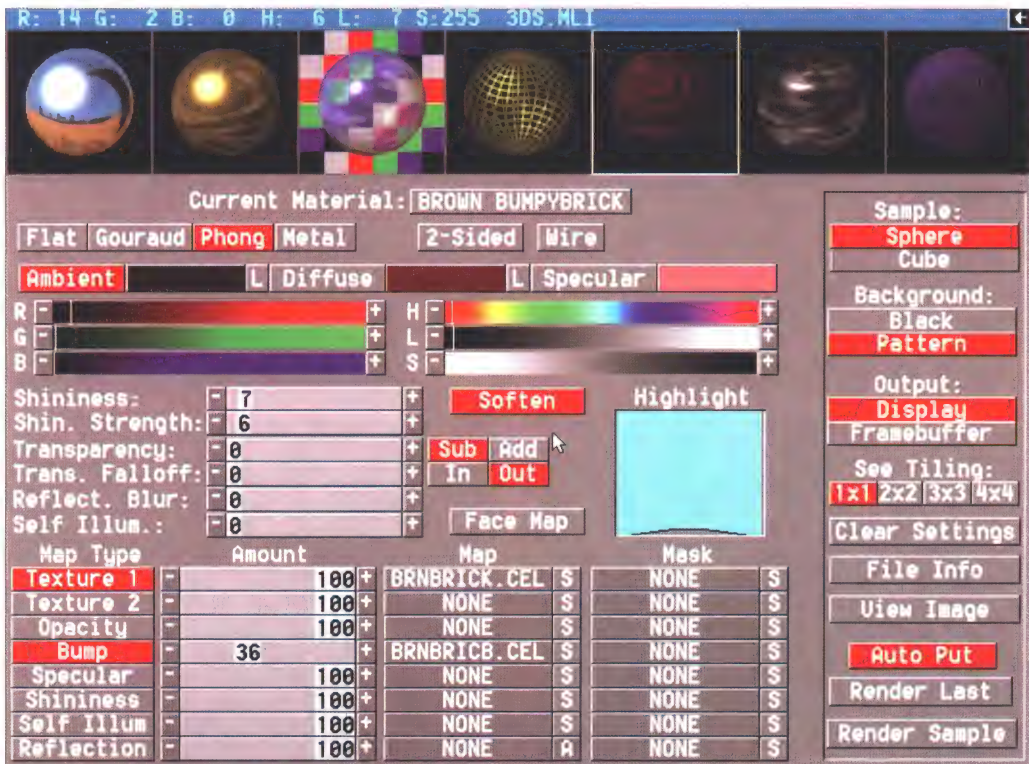 R: 14 G: 2 B: 0 H: 6 L: 7 S:255 3DS.MLI
Current Material: BROWN BUMPYBRICK
Flat Gouraud Phong Metal 2-Sided Wire
Ambient L Diffuse L Specular
R - + H - +
G - + L - +
B - + S - +
Shininess: - 7 + Soften Highlight
Shin. Strength: - 6 +
Transparency: - 0 + Sub Add
Trans. Falloff: - 0 + In Out
Reflect. Blur: - 0 +
Self Illum.: - 0 + Face Map
Map Type Amount Map Mask
Texture 1 - 100 + BRNBRICK.CEL S NONE S
Texture 2 - 100 + NONE S NONE S
Opacity - 100 + NONE S NONE S
Bump - 36 + BRNBRICB.CEL S NONE S
Specular - 100 + NONE S NONE S
Shininess - 100 + NONE S NONE S
Self Illum - 100 + NONE S NONE S
Reflection - 100 + NONE A NONE S
Sample:
Sphere
Cube
Background:
Black
Pattern
Output:
Display
Framebuffer
See Tiling:
1x1 2x2 3x3 4x4
Clear Settings
File Info
View Image
Auto Put
Render Last
Render Sample